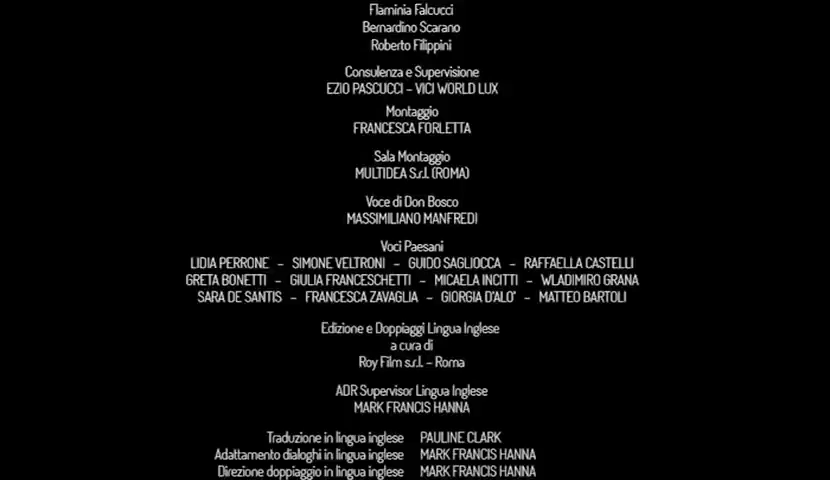 Flaminia Falcucci
Bernardino Scarano
Roberto Filippini
Consulenza e Supervisione
EZIO PASCUCCI – VICI WORLD LUX
Montaggio
FRANCESCA FORLETTA
Sala Montaggio
MULTIDEA S.r.l. (ROMA)
Voce di Don Bosco
MASSIMILIANO MANFREDI
Voci Paesani
LIDIA PERRONE – SIMONE VELTRONI – GUIDO SAGLIOCCA – RAFFAELLA CASTELLI
GRETA BONETTI – GIULIA FRANCESCHETTI – MICAELA INCITTI – WLADIMIRO GRANA
SARA DE SANTIS – FRANCESCA ZAVAGLIA – GIORGIA D'ALO' – MATTEO BARTOLI
Edizione e Doppiaggi Lingua Inglese
a cura di
Roy Film s.r.l. – Roma
ADR Supervisor Lingua Inglese
MARK FRANCIS HANNA
Traduzione in lingua inglese PAULINE CLARK
Adattamento dialoghi in lingua inglese MARK FRANCIS HANNA
Direzione doppiaggio in lingua inglese MARK FRANCIS HANNA